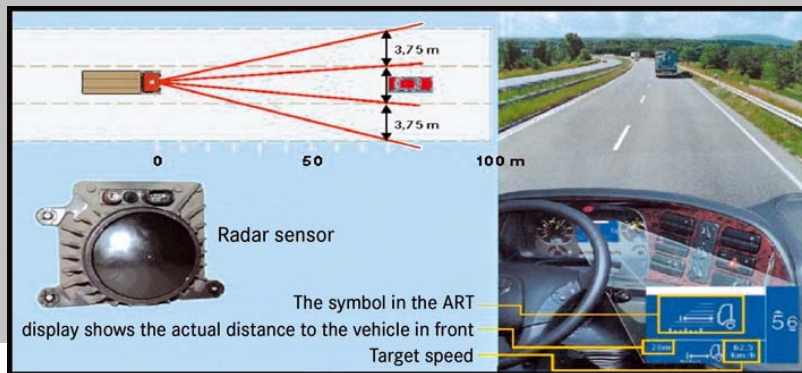 3,75 m
3,75 m
0 50 100 m
Radar sensor
The symbol in the ART
display shows the actual distance to the vehicle in front
Target speed
56
28m
62.5
km/h